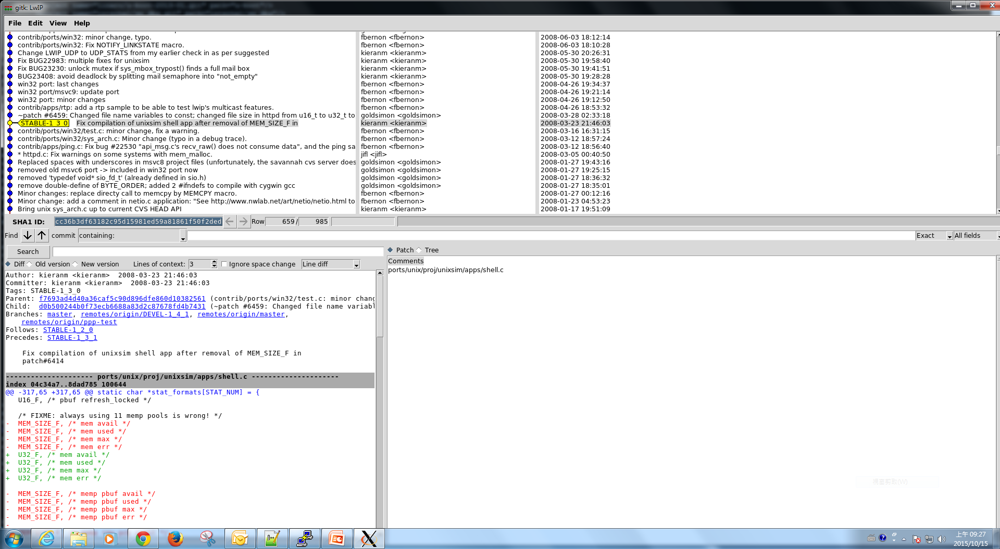 gitk: LwIP
File Edit View Help
contrib/ports/win32: minor change, typo. fbernon <fbernon> 2008-06-03 18:12:14
contrib/ports/win32: Fix NOTIFY_LINKSTATE macro. fbernon <fbernon> 2008-06-03 18:10:28
Change LWIP_UDP to UDP_STATS from my earlier check in as per suggested kieranm <kieranm> 2008-05-30 20:26:31
Fix BUG22983: multiple fixes for unixsim kieranm <kieranm> 2008-05-30 19:58:40
Fix BUG23230: unlock mutex if sys_mbox_trypost() finds a full mail box kieranm <kieranm> 2008-05-30 19:41:51
BUG23408: avoid deadlock by splitting mail semaphore into "not_empty" kieranm <kieranm> 2008-05-30 19:28:28
win32 port: last changes fbernon <fbernon> 2008-04-26 19:34:37
win32 port/msvc9: update port fbernon <fbernon> 2008-04-26 19:21:14
win32 port: minor changes fbernon <fbernon> 2008-04-26 19:12:50
contrib/apps/rtp: add a rtp sample to be able to test lwip's multicast features. fbernon <fbernon> 2008-04-26 18:53:32
~patch #6459: Changed file name variables to const; changed file size in httpd from u16_t to u32_t to goldsimon <goldsimon> 2008-03-28 02:33:18
STABLE-1_3_0 Fix compilation of unixsim shell app after removal of MEM_SIZE_F in kieranm <kieranm> 2008-03-23 21:46:03
contrib/ports/win32/test.c: minor change, fix a warning. fbernon <fbernon> 2008-03-16 16:31:15
contrib/ports/win32/sys_arch.c: Minor change (typo in a debug trace). fbernon <fbernon> 2008-03-12 18:57:24
contrib/apps/ping.c: Fix bug #22530 "api_msg.c's recv_raw() does not consume data", and the ping sa fbernon <fbernon> 2008-03-12 18:56:40
* httpd.c: Fix warnings on some systems with mem_malloc. jifl <jifl> 2008-03-05 00:40:50
Replaced spaces with underscores in msvc8 project files (unfortunately, the savannah cvs server does goldsimon <goldsimon> 2008-01-27 19:43:16
removed old msvc6 port -> included in win32 port now goldsimon <goldsimon> 2008-01-27 19:25:15
removed 'typedef void* sio_fd_t' (already defined in sio.h) goldsimon <goldsimon> 2008-01-27 18:36:32
remove double-define of BYTE_ORDER; added 2 #ifndefs to compile with cygwin gcc goldsimon <goldsimon> 2008-01-27 18:35:01
Minor changes: replace directy call to memcpy by MEMCPY macro. fbernon <fbernon> 2008-01-27 00:12:16
Minor change: add a comment in netio.c application: "See http://www.nwlab.net/art/netio/netio.html to fbernon <fbernon> 2008-01-23 04:53:23
Bring unix sys_arch.c up to current CVS HEAD API kieranm <kieranm> 2008-01-17 19:51:09
SHA1 ID: cc36b3df63182c95d15981ed59a81861f50f2ded Row 659 / 985
Find commit containing: Exact All fields
Search
Diff Old version New version Lines of context: 3 Ignore space change Line diff
Patch Tree
Comments
ports/unix/proj/unixsim/apps/shell.c
Author: kieranm <kieranm> 2008-03-23 21:46:03
Committer: kieranm <kieranm> 2008-03-23 21:46:03
Tags: STABLE-1_3_0
Parent: f7693ad4d40a36caf5c90d896dfe860d10382561 (contrib/ports/win32/test.c: minor chang
Child: d0b500244b0f73ecb6688a83d2c87678fd4b7431 (~patch #6459: Changed file name variabl
Branches: master, remotes/origin/DEVEL-1_4_1, remotes/origin/master,
remotes/origin/ppp-test
Follows: STABLE-1_2_0
Precedes: STABLE-1_3_1
Fix compilation of unixsim shell app after removal of MEM_SIZE_F in
patch#6414
--------------------- ports/unix/proj/unixsim/apps/shell.c ---------------------
index 04c34a7..8dad785 100644
@@ -317,65 +317,65 @@ static char *stat_formats[STAT_NUM] = {
U16_F, /* pbuf refresh_locked */
/* FIXME: always using 11 memp pools is wrong! */
- MEM_SIZE_F, /* mem avail */
- MEM_SIZE_F, /* mem used */
- MEM_SIZE_F, /* mem max */
- MEM_SIZE_F, /* mem err */
+ U32_F, /* mem avail */
+ U32_F, /* mem used */
+ U32_F, /* mem max */
+ U32_F, /* mem err */
- MEM_SIZE_F, /* memp pbuf avail */
- MEM_SIZE_F, /* memp pbuf used */
- MEM_SIZE_F, /* memp pbuf max */
- MEM_SIZE_F, /* memp pbuf err */
-
上午 09:27
2015/10/15